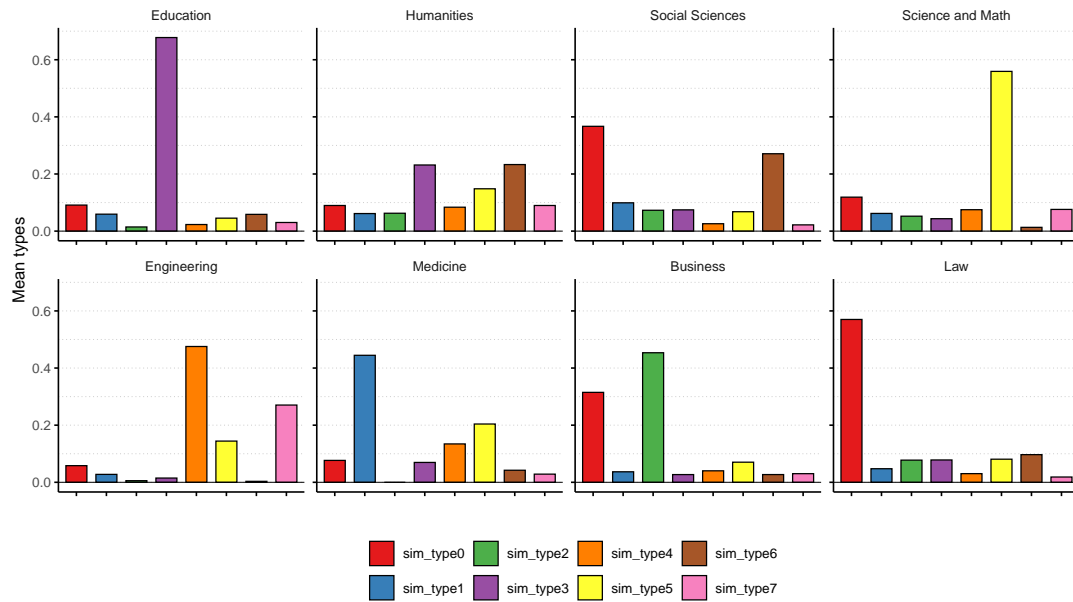 Education Humanities Social Sciences Science and Math
0.6
0.4
0.2
0.0
Mean types
Engineering Medicine Business Law
0.6
0.4
0.2
0.0
sim_type0 sim_type2 sim_type4 sim_type6
sim_type1 sim_type3 sim_type5 sim_type7